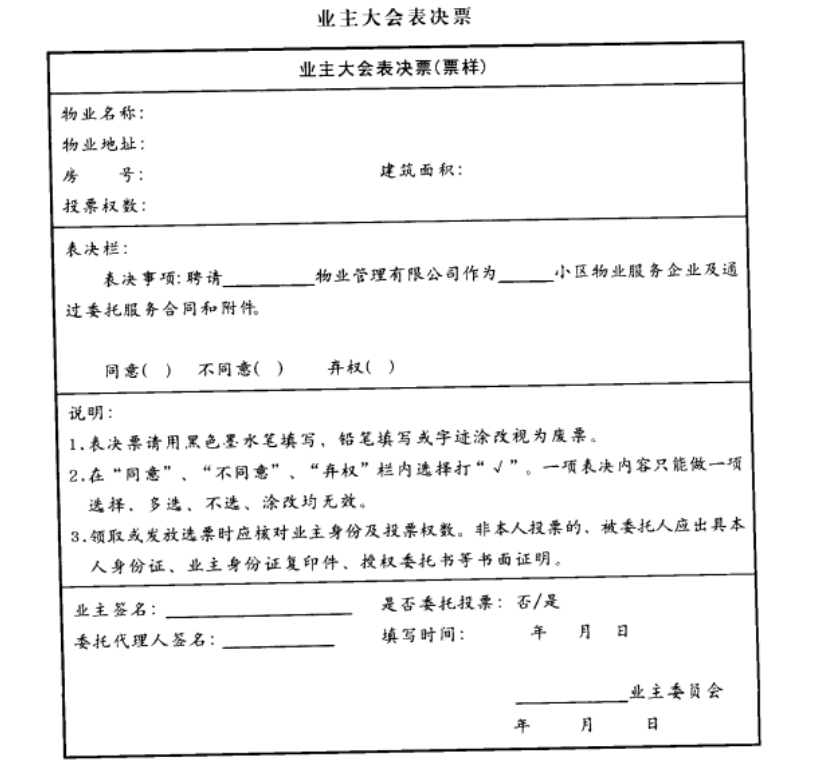 业主大会表决票
业主大会表决票(票样)
物业名称:
物业地址:
房 号: 建筑面积:
投票权数:
表决栏:
表决事项:聘请__________物业管理有限公司作为______小区物业服务企业及通
过委托服务合同和附件。
同意( ) 不同意( ) 弃权( )
说明:
1.表决票请用黑色墨水笔填写，铅笔填写或字迹涂改视为废票。
2.在“同意”、“不同意”、“弃权”栏内选择打“√”。一项表决内容只能做一项
选择，多选、不选、涂改均无效。
3.领取或发放选票时应核对业主身份及投票权数。非本人投票的、被委托人应出具本
人身份证、业主身份证复印件、授权委托书等书面证明。
业主签名:____________________ 是否委托投票: 否/是
委托代理人签名:____________ 填写时间: 年 月 日
____________业主委员会
年 月 日